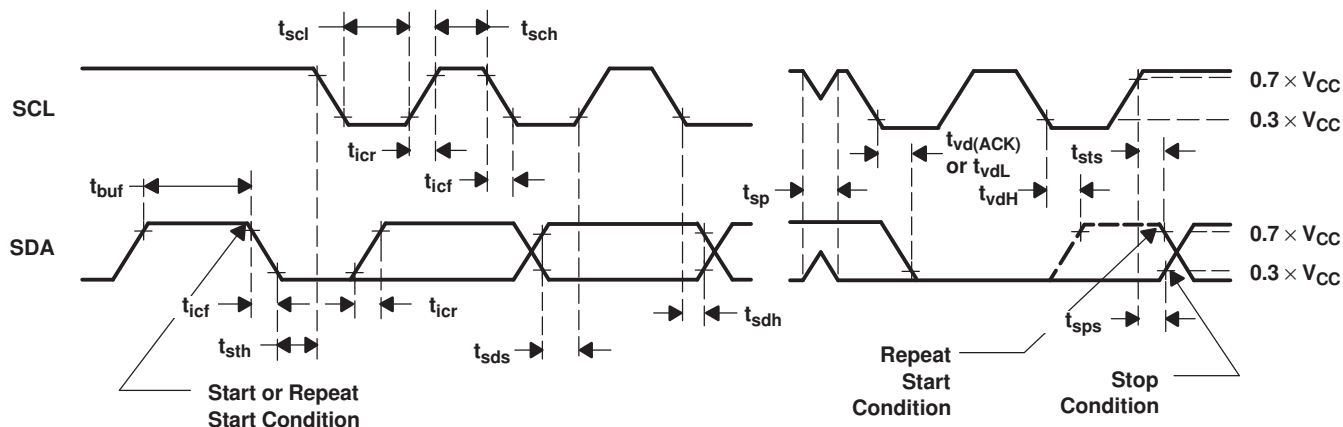 tscl
tsch
SCL
0.7 × VCC
0.3 × VCC
ticr
ticf
tbuf
tsp
tvd(ACK)
or tvdL
tvdH
tsts
SDA
0.7 × VCC
0.3 × VCC
ticf
ticr
tsth
tsds
tsdh
tsps
Start or Repeat
Start Condition
Repeat
Start
Condition
Stop
Condition